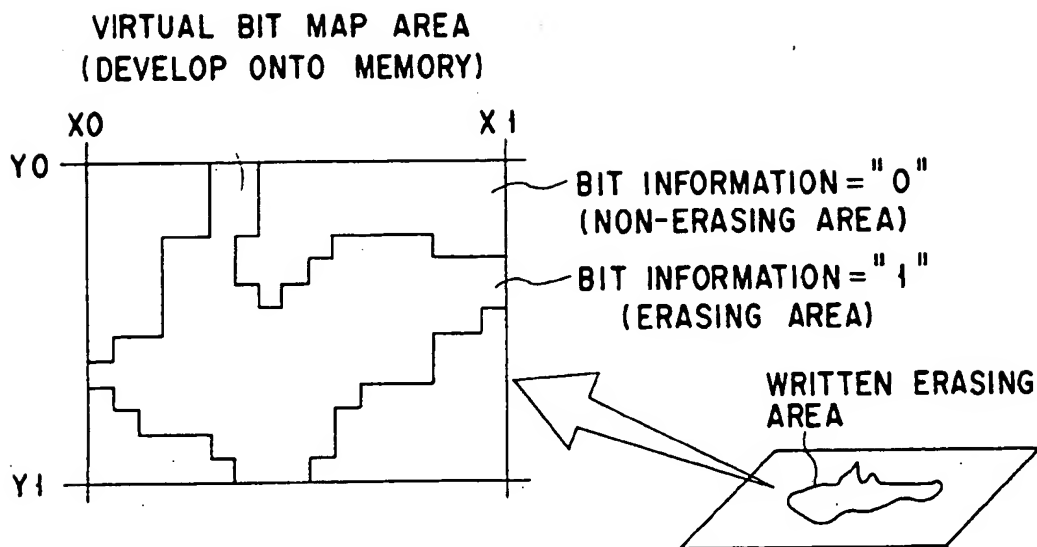 VIRTUAL BIT MAP AREA
(DEVELOP ONTO MEMORY)
X0 X1
Y0
BIT INFORMATION="0"
(NON-ERASING AREA)
BIT INFORMATION="1"
(ERASING AREA)
WRITTEN ERASING
AREA
Y1